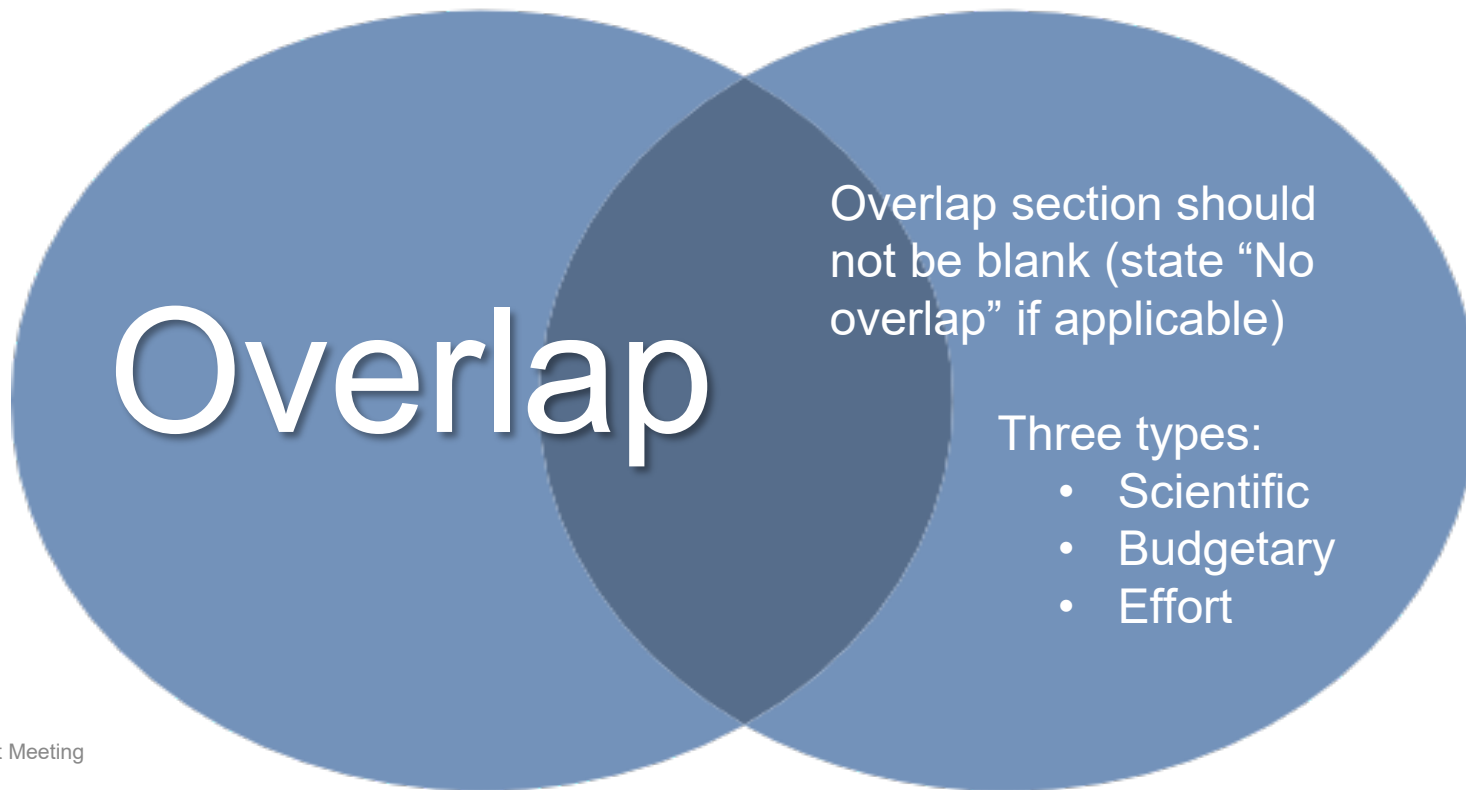 Overlap
Overlap section should
not be blank (state “No
overlap” if applicable)
Three types:
• Scientific
• Budgetary
• Effort
Meeting